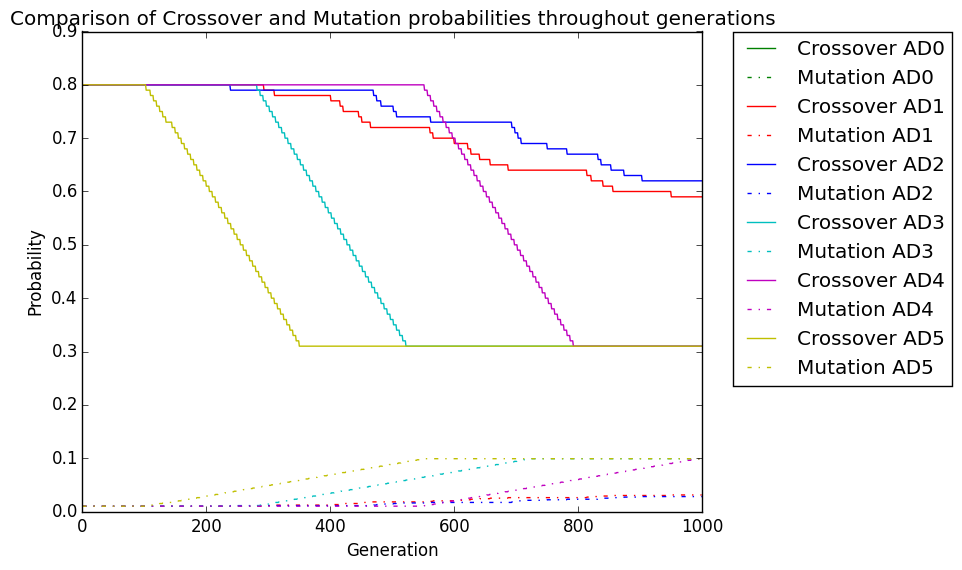 Comparison of Crossover and Mutation probabilities throughout generations
0.9
0.8
0.7
0.6
0.5
0.4
0.3
0.2
0.1
0.0
Probability
0
200
400
600
800
1000
Generation
Crossover AD0
Mutation AD0
Crossover AD1
Mutation AD1
Crossover AD2
Mutation AD2
Crossover AD3
Mutation AD3
Crossover AD4
Mutation AD4
Crossover AD5
Mutation AD5